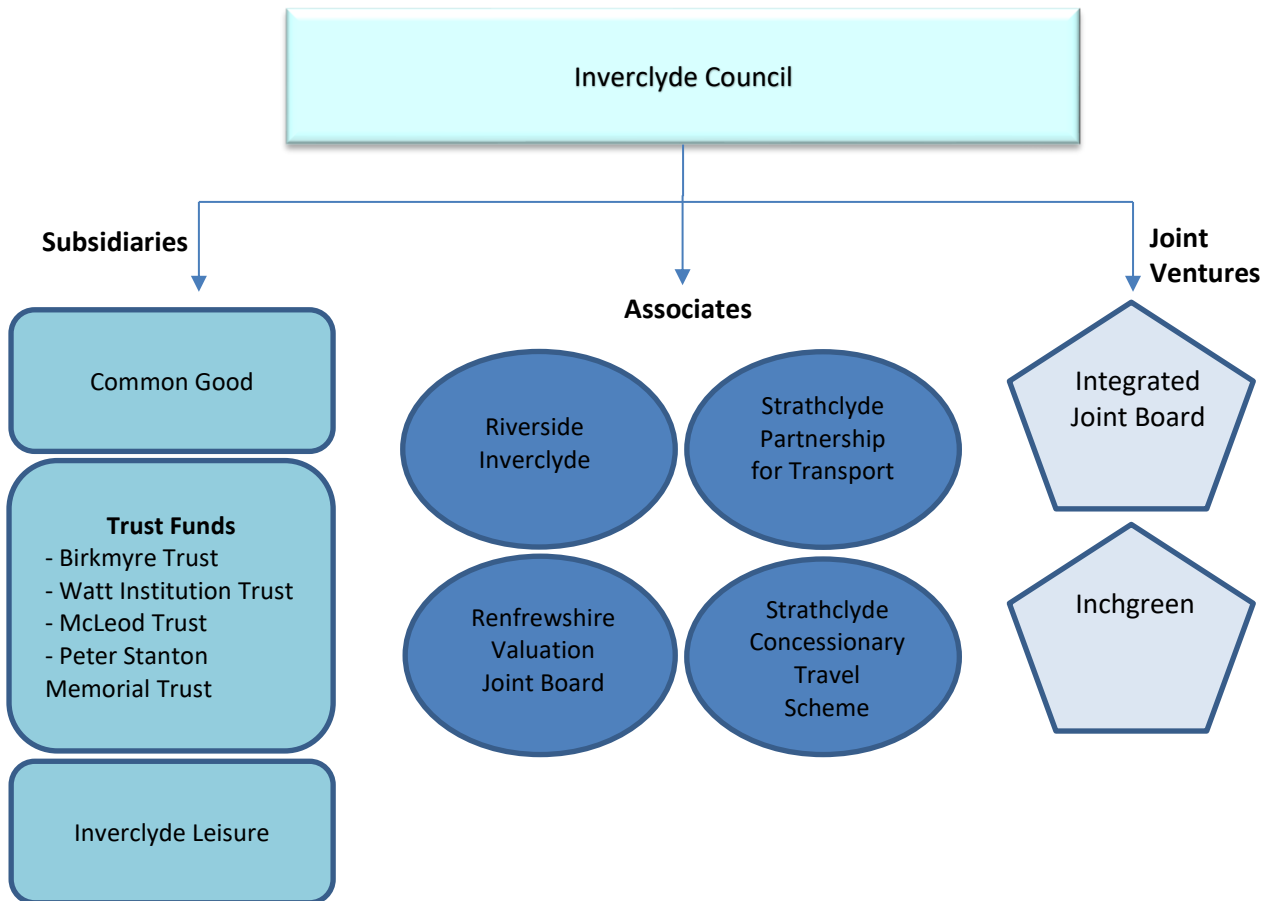 Inverclyde Council
Subsidiaries
Common Good
Trust Funds
- Birkmyre Trust
- Watt Institution Trust
- McLeod Trust
- Peter Stanton
Memorial Trust
Inverclyde Leisure
Associates
Riverside
Inverclyde
Strathclyde
Partnership
for Transport
Renfrewshire
Valuation
Joint Board
Strathclyde
Concessionary
Travel
Scheme
Joint
Ventures
Integrated
Joint Board
Inchgreen